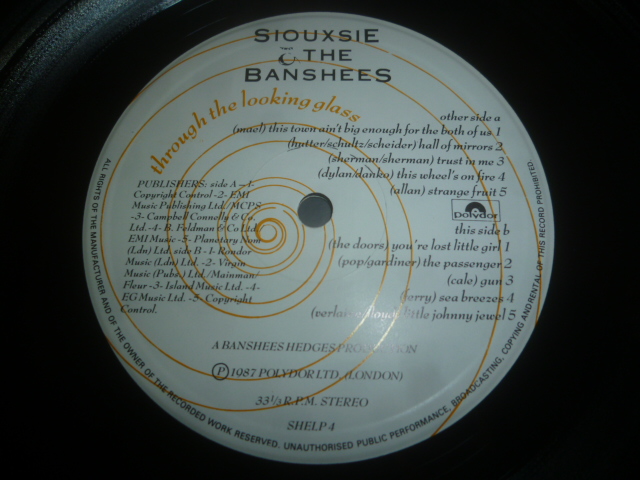 SIOUXSIE
& THE
BANSHEES
through the looking glass
other side a
(mael) this town ain't big enough for the both of us 1
(hutter/schultz/scheider) hall of mirrors 2
(sherman/sherman) trust in me 3
(dylan/danko) this wheel's on fire 4
(allan) strange fruit 5
polydor
this side b
(the doors) you're lost little girl 1
(pop/gardiner) the passenger 2
(cale) gun 3
(ferry) sea breezes 4
little johnny jewel 5
PUBLISHERS: side A - 1-
Copyright Control -2- EMI
Music Publishing Ltd./MCPS
-3- Campbell Connelly & Co.
Ltd. -4- B. Feldman & Co Ltd
EMI Music -5- Planetary Nom
(Ldn) Ltd. side B - 1- Rondor
Music (Ldn) Ltd. -2- Virgin
Music (Pubs.) Ltd/Mainman/
Fleur -3- Island Music Ltd. -4-
EG Music Ltd. -5- Copyright
Control.
A BANSHEES HEDGES PRODUCTION
Ⓟ 1987 POLYDOR LTD. (LONDON)
33 1/3 R.P.M. STEREO
SHELP 4
ALL RIGHTS OF THE MANUFACTURER AND OF THE OWNER OF THE RECORDED WORK RESERVED. UNAUTHORISED PUBLIC PERFORMANCE, BROADCASTING, COPYING AND RENTAL OF THIS RECORD PROHIBITED.